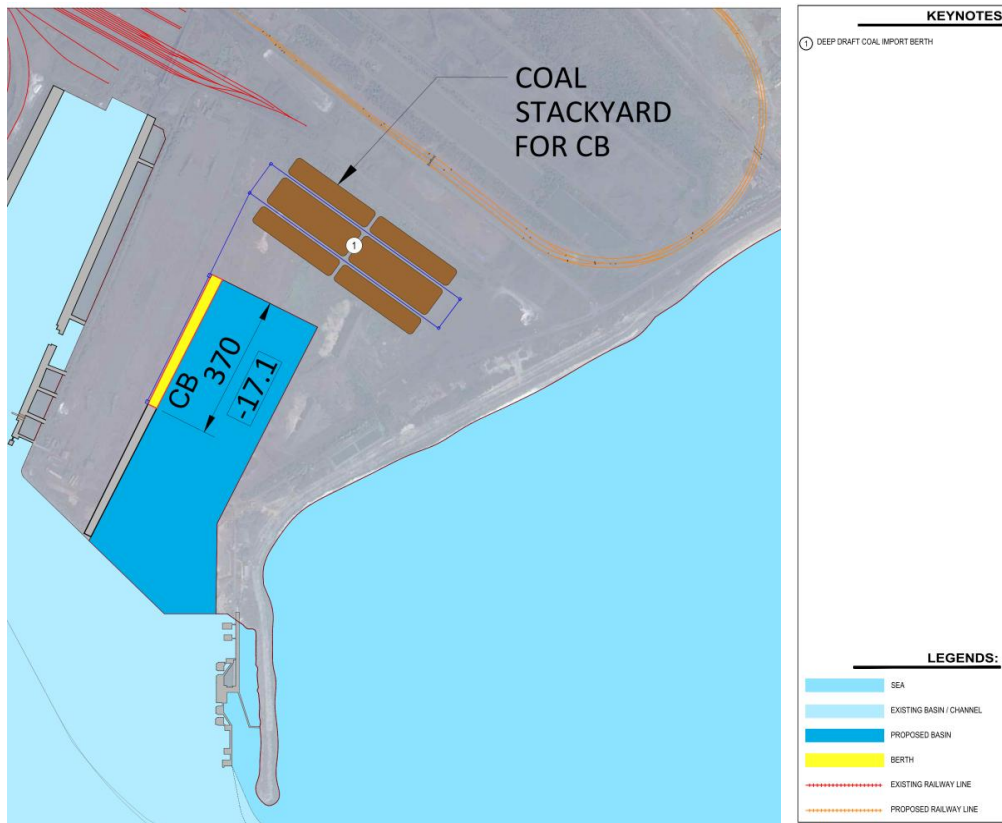 COAL
STACKYARD
FOR CB
1
CB
370
-17.1
KEYNOTES
1 DEEP DRAFT COAL IMPORT BERTH
LEGENDS:
SEA
EXISTING BASIN / CHANNEL
PROPOSED BASIN
BERTH
EXISTING RAILWAY LINE
PROPOSED RAILWAY LINE